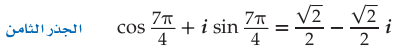 الجذر الثامن cos 7π/4 + i sin 7π/4 = √2/2 − √2/2 i